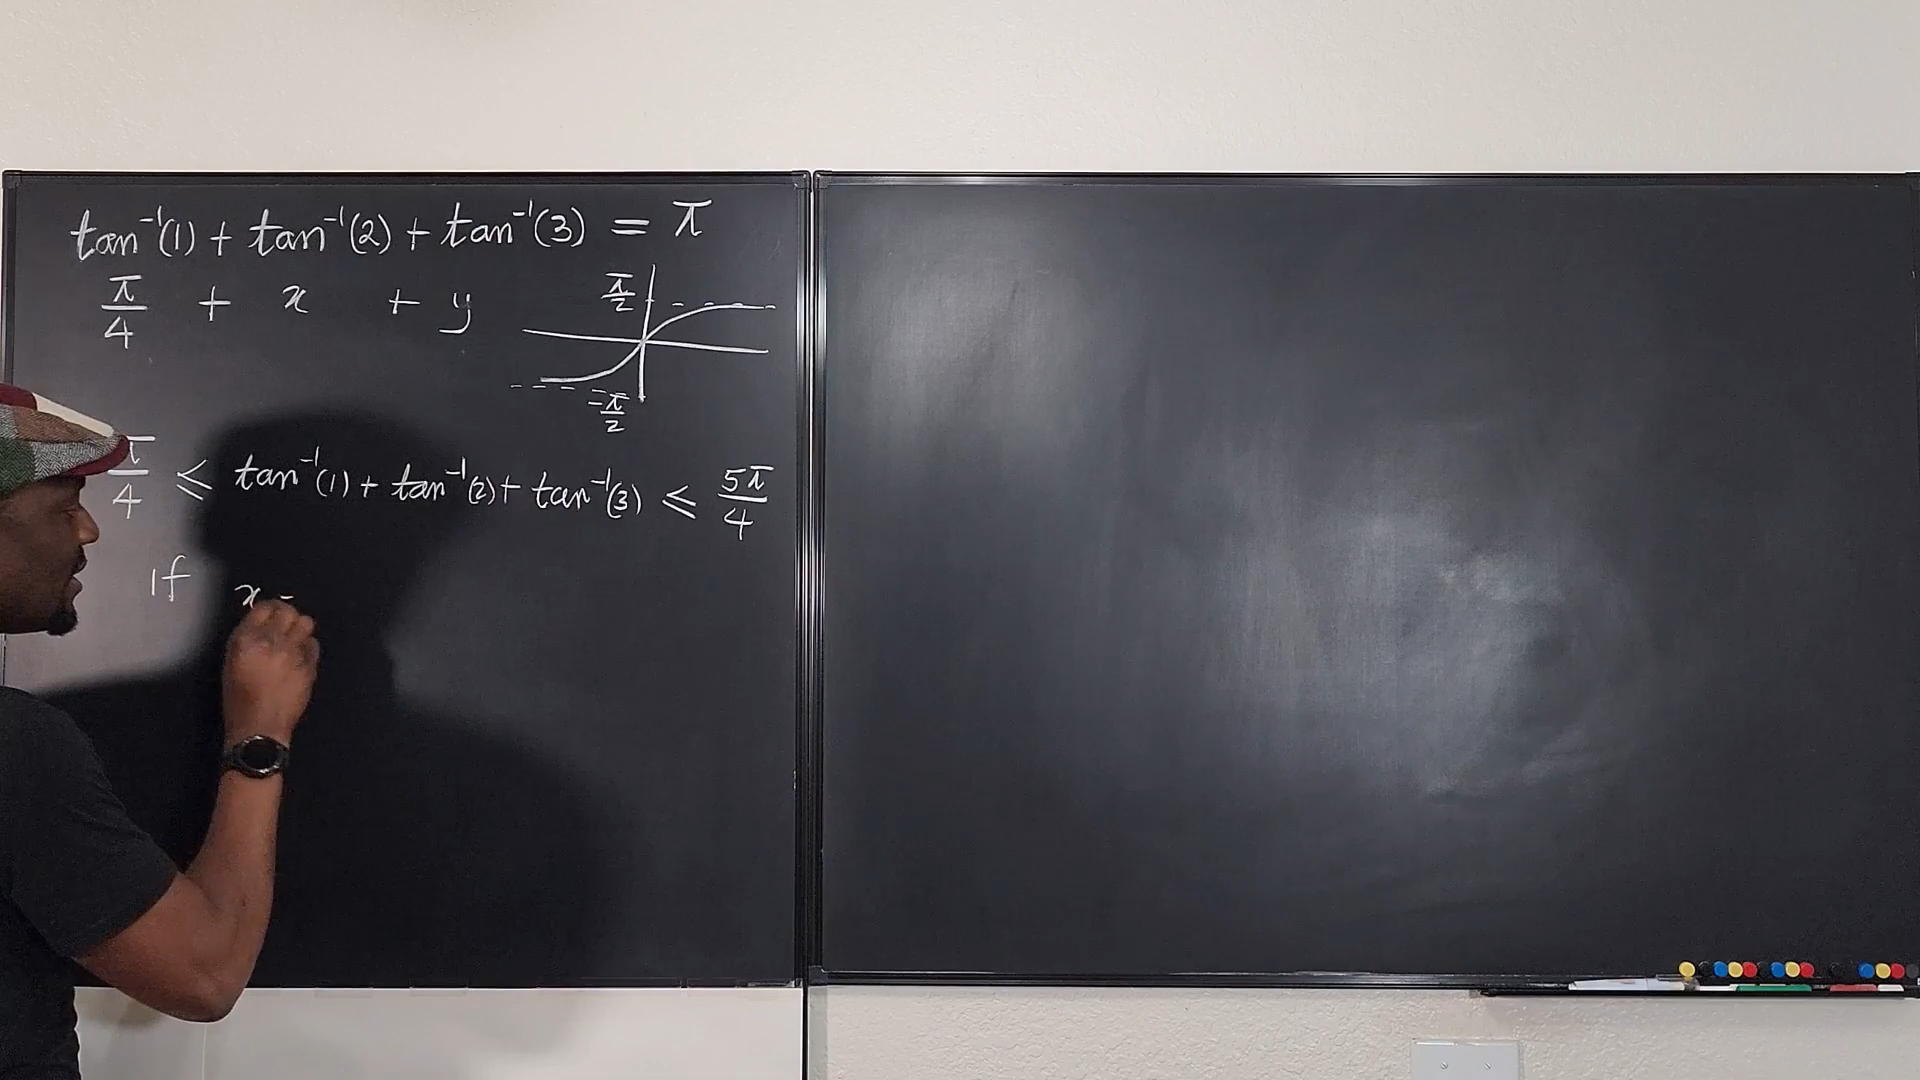 tan⁻¹(1) + tan⁻¹(2) + tan⁻¹(3) = π
π/4 + x + y
π/2
-π/2
π/4 ≤ tan⁻¹(1) + tan⁻¹(2) + tan⁻¹(3) ≤ 5π/4
If x